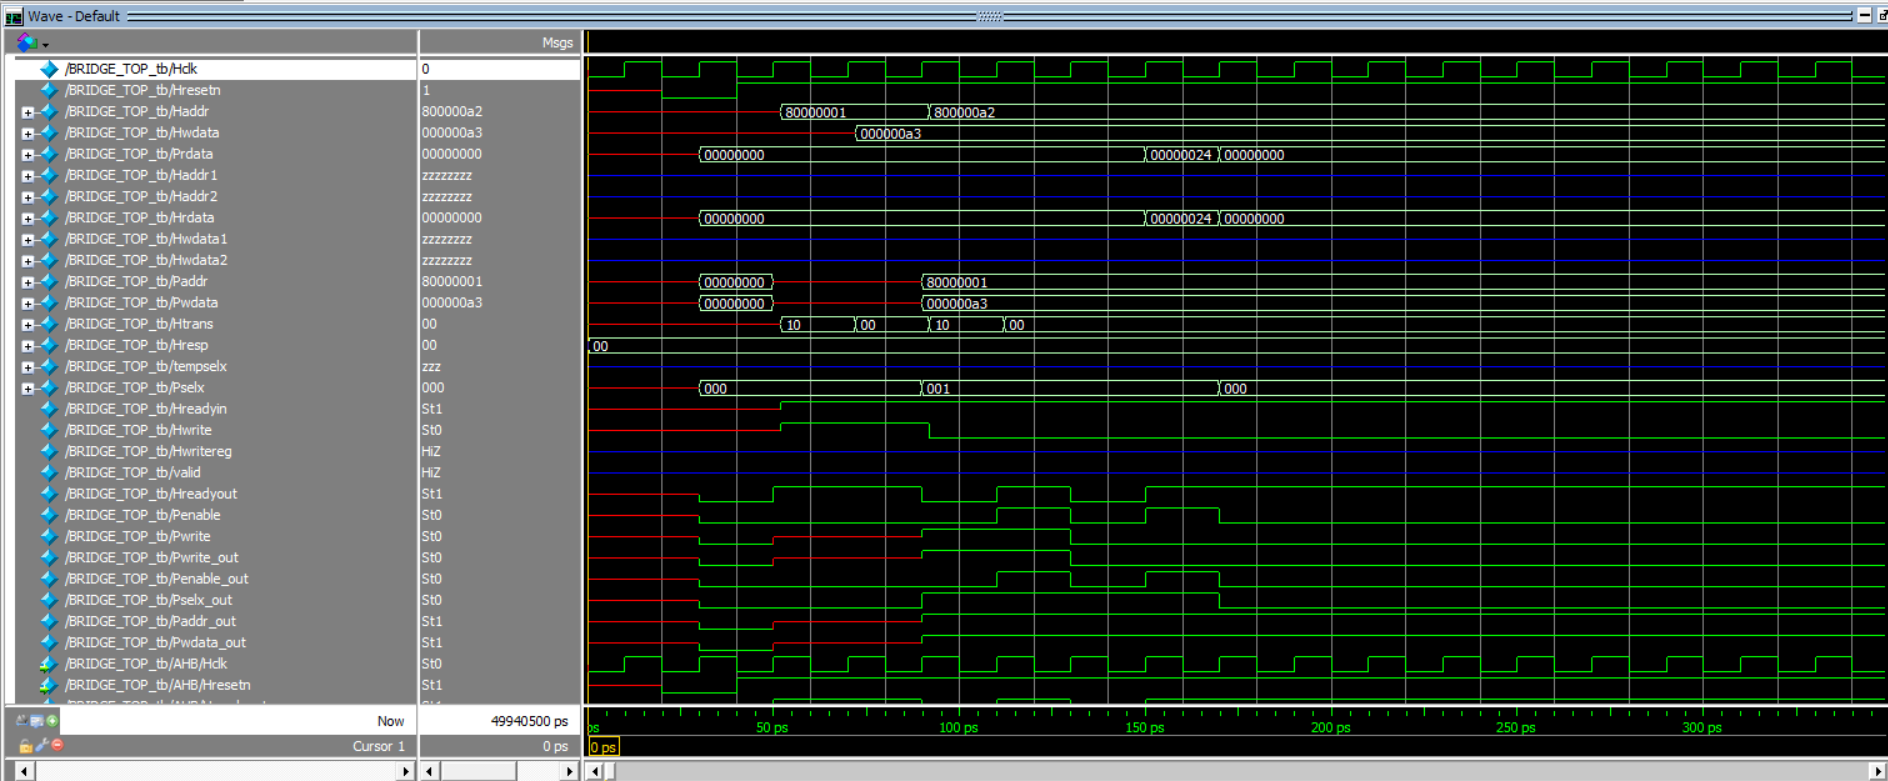 Wave - Default
Msgs
/BRIDGE_TOP_tb/Hclk 0
/BRIDGE_TOP_tb/Hresetn 1
/BRIDGE_TOP_tb/Haddr 800000a2 80000001 800000a2
/BRIDGE_TOP_tb/Hwdata 000000a3 000000a3
/BRIDGE_TOP_tb/Prdata 00000000 00000000 00000024 00000000
/BRIDGE_TOP_tb/Haddr1 zzzzzzzz
/BRIDGE_TOP_tb/Haddr2 zzzzzzzz
/BRIDGE_TOP_tb/Hrdata 00000000 00000000 00000024 00000000
/BRIDGE_TOP_tb/Hwdata1 zzzzzzzz
/BRIDGE_TOP_tb/Hwdata2 zzzzzzzz
/BRIDGE_TOP_tb/Paddr 80000001 00000000 80000001
/BRIDGE_TOP_tb/Pwdata 000000a3 00000000 000000a3
/BRIDGE_TOP_tb/Htrans 00 10 00 10 00
/BRIDGE_TOP_tb/Hresp 00 00
/BRIDGE_TOP_tb/tempselx zzz
/BRIDGE_TOP_tb/Pselx 000 000 001 000
/BRIDGE_TOP_tb/Hreadyin St1
/BRIDGE_TOP_tb/Hwrite St0
/BRIDGE_TOP_tb/Hwritereg HiZ
/BRIDGE_TOP_tb/valid HiZ
/BRIDGE_TOP_tb/Hreadyout St1
/BRIDGE_TOP_tb/Penable St0
/BRIDGE_TOP_tb/Pwrite St0
/BRIDGE_TOP_tb/Pwrite_out St0
/BRIDGE_TOP_tb/Penable_out St0
/BRIDGE_TOP_tb/Pselx_out St0
/BRIDGE_TOP_tb/Paddr_out St1
/BRIDGE_TOP_tb/Pwdata_out St1
/BRIDGE_TOP_tb/AHB/Hclk St0
/BRIDGE_TOP_tb/AHB/Hresetn St1
Now 49940500 ps ps 50 ps 100 ps 150 ps 200 ps 250 ps 300 ps
Cursor 1 0 ps 0 ps